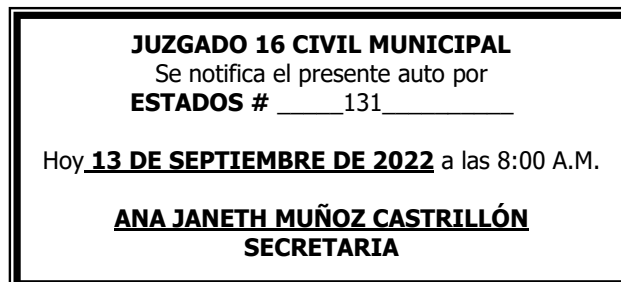 JUZGADO 16 CIVIL MUNICIPAL
Se notifica el presente auto por
ESTADOS # _____131__________
Hoy 13 DE SEPTIEMBRE DE 2022 a las 8:00 A.M.
ANA JANETH MUÑOZ CASTRILLÓN
SECRETARIA